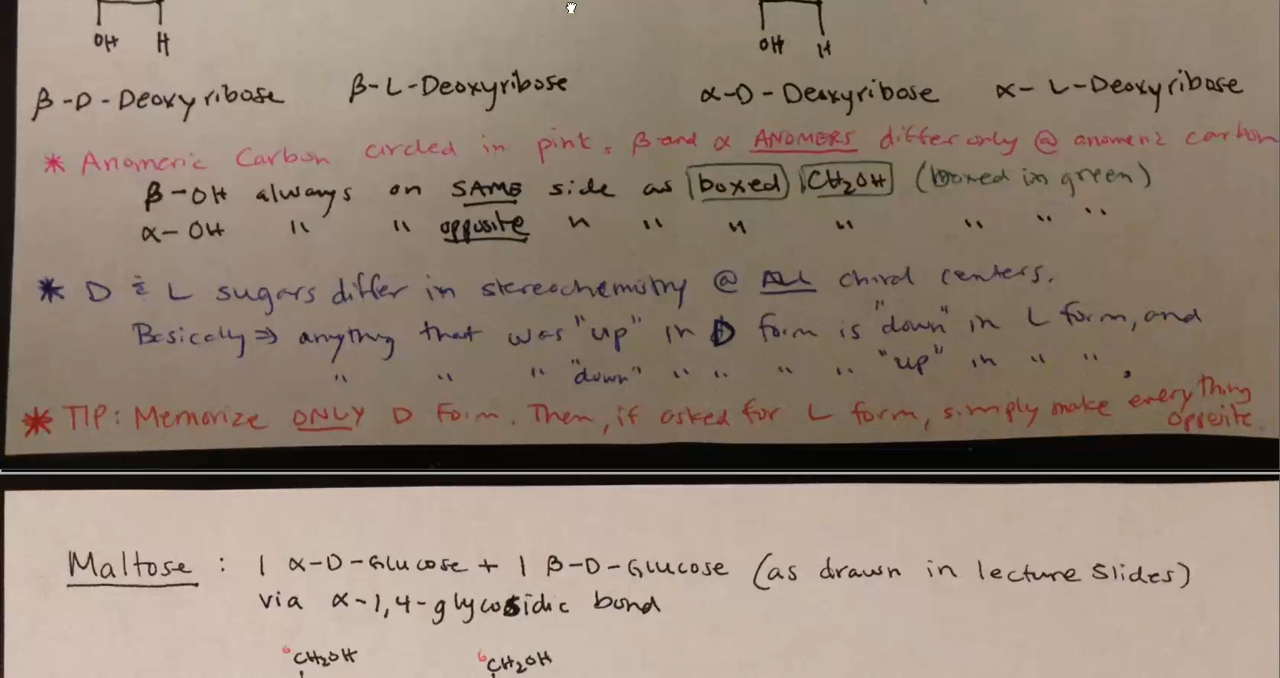 OH H OH H
β-D-Deoxyribose β-L-Deoxyribose α-D-Deoxyribose α-L-Deoxyribose
* Anomeric Carbon circled in pink. β and α ANOMERS differ only @ anomeric carbon
β-OH always on SAME side as boxed CH2OH (boxed in green)
α-OH " " opposite " " " " " " "
* D & L sugars differ in stereochemistry @ ALL chiral centers.
Basically ⇒ anything that was "up" in D form is "down" in L form, and
" " " "down" " " " " "up" in " " .
* TIP: Memorize ONLY D Form. Then, if asked for L form, simply make everything
opposite.
Maltose : 1 α-D-Glucose + 1 β-D-Glucose (as drawn in lecture slides)
via α-1,4-glycosidic bond
6 CH2OH 6 CH2OH